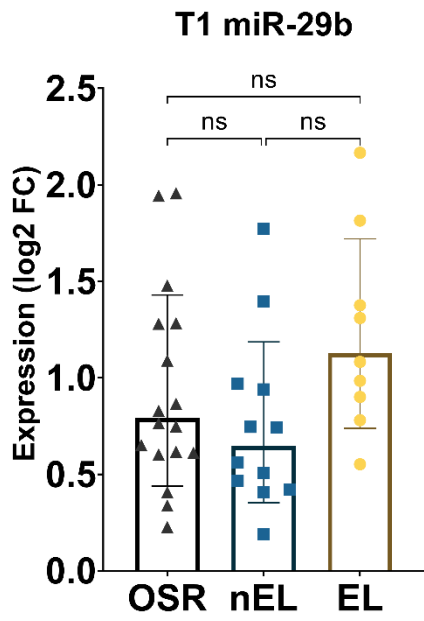 T1 miR-29b
ns
ns ns
2.5
2.0
1.5
1.0
0.5
0.0
Expression (log2 FC)
OSR nEL EL